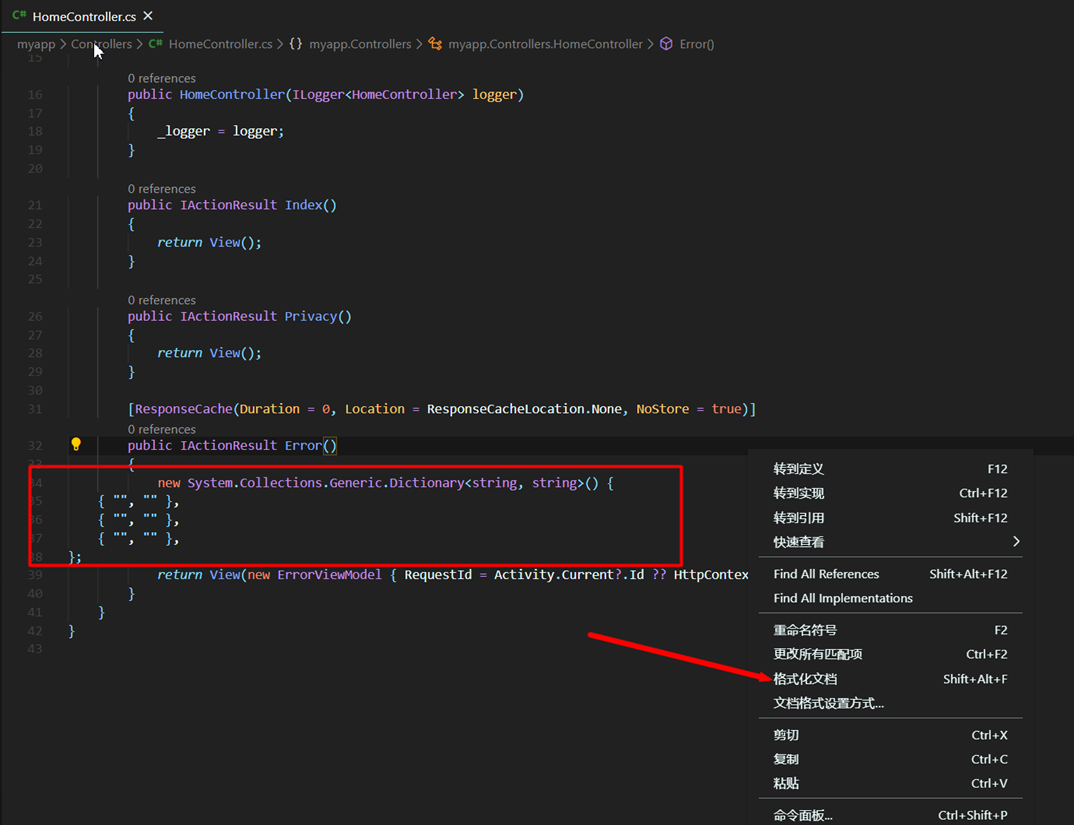 C# HomeController.cs ×
myapp > Controllers > C# HomeController.cs > {} myapp.Controllers > myapp.Controllers.HomeController > Error()
15
0 references
16 public HomeController(ILogger<HomeController> logger)
17 {
18 _logger = logger;
19 }
20
0 references
21 public IActionResult Index()
22 {
23 return View();
24 }
25
0 references
26 public IActionResult Privacy()
27 {
28 return View();
29 }
30
31 [ResponseCache(Duration = 0, Location = ResponseCacheLocation.None, NoStore = true)]
0 references
32 public IActionResult Error()
33 {
34 new System.Collections.Generic.Dictionary<string, string>() {
35 { "", "" },
36 { "", "" },
37 { "", "" },
38 };
39 return View(new ErrorViewModel { RequestId = Activity.Current?.Id ?? HttpContex
40 }
41 }
42 }
43
转到定义 F12
转到实现 Ctrl+F12
转到引用 Shift+F12
快速查看 >
Find All References Shift+Alt+F12
Find All Implementations
重命名符号 F2
更改所有匹配项 Ctrl+F2
格式化文档 Shift+Alt+F
文档格式设置方式...
剪切 Ctrl+X
复制 Ctrl+C
粘贴 Ctrl+V
命令面板... Ctrl+Shift+P